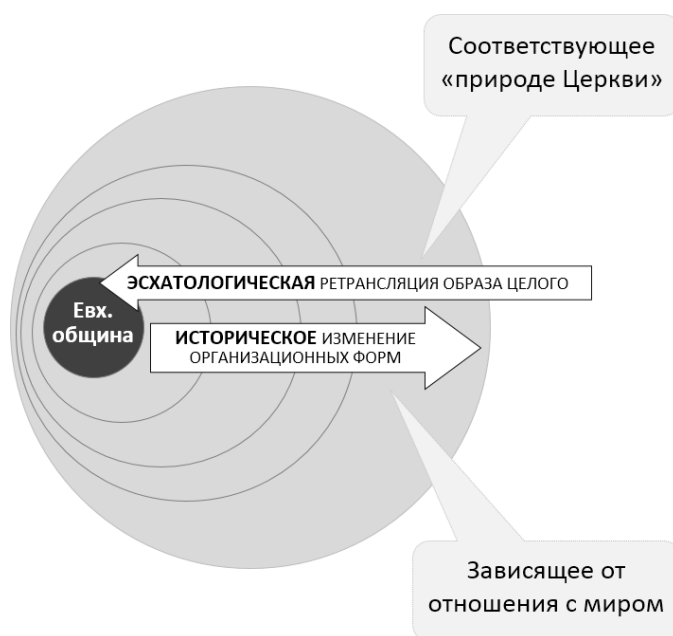 Соответствующее
«природе Церкви»
ЭСХАТОЛОГИЧЕСКАЯ РЕТРАНСЛЯЦИЯ ОБРАЗА ЦЕЛОГО
Евх.
община
ИСТОРИЧЕСКОЕ ИЗМЕНЕНИЕ
ОРГАНИЗАЦИОННЫХ ФОРМ
Зависящее от
отношения с миром